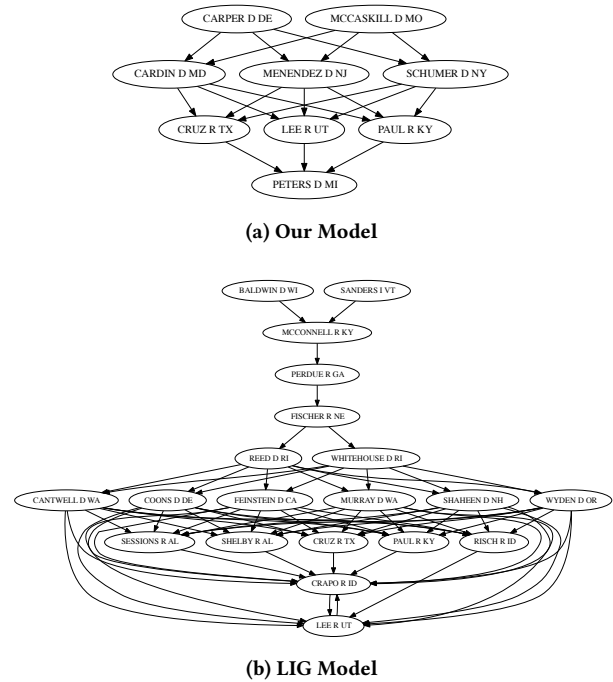 CARPER D DE MCCASKILL D MO
CARDIN D MD MENENDEZ D NJ SCHUMER D NY
CRUZ R TX LEE R UT PAUL R KY
PETERS D MI
(a) Our Model
BALDWIN D WI SANDERS I VT
MCCONNELL R KY
PERDUE R GA
FISCHER R NE
REED D RI WHITEHOUSE D RI
CANTWELL D WA COONS D DE FEINSTEIN D CA MURRAY D WA SHAHEEN D NH WYDEN D OR
SESSIONS R AL SHELBY R AL CRUZ R TX PAUL R KY RISCH R ID
CRAPO R ID
LEE R UT
(b) LIG Model